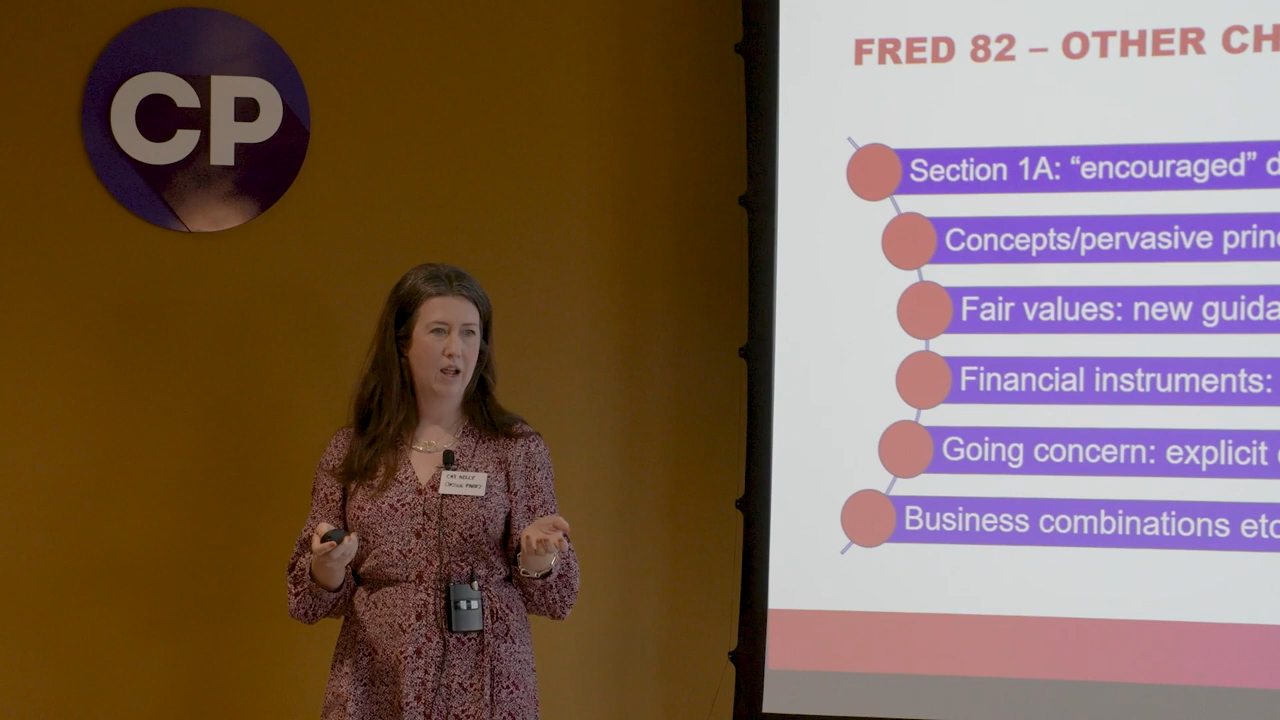 CP
FRED 82 – OTHER CH
Section 1A: “encouraged” d
Concepts/pervasive princ
Fair values: new guida
Financial instruments:
Going concern: explicit
Business combinations etc